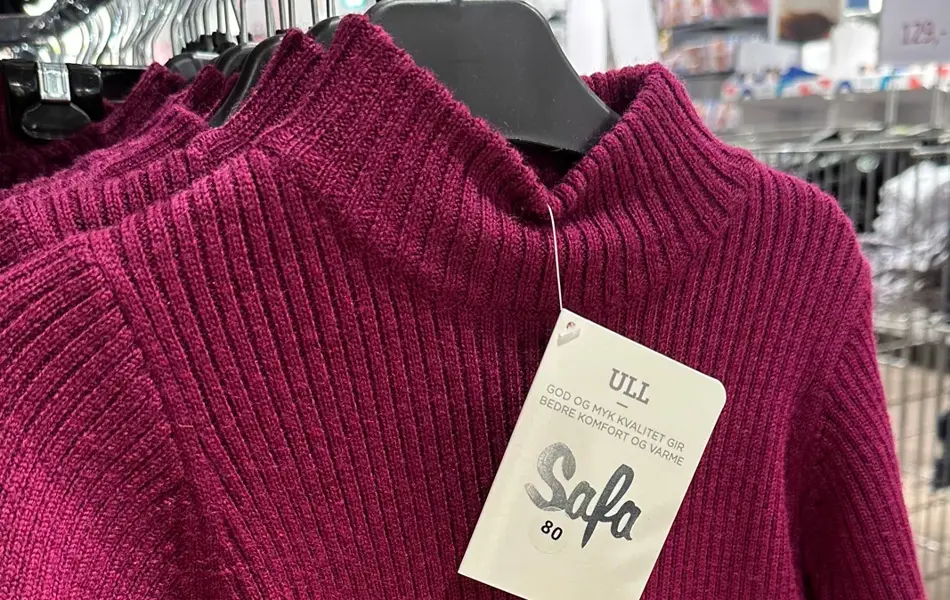 129,
ULL
GOD OG MYK KVALITET GIR
BEDRE KOMFORT OG VARME
Safa
80